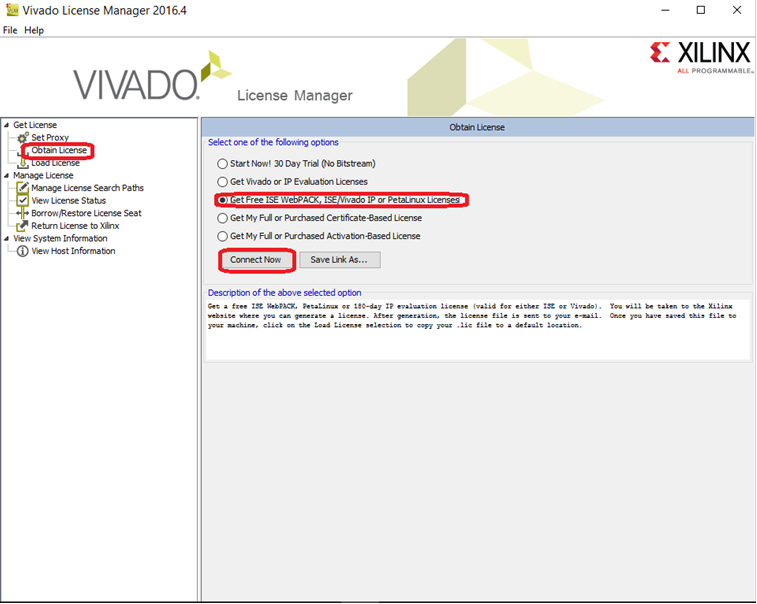 Vivado License Manager 2016.4
File Help
VIVADO. License Manager
XILINX
ALL PROGRAMMABLE.
Get License
Set Proxy
Obtain License
Load License
Manage License
Manage License Search Paths
View License Status
Borrow/Restore License Seat
Return License to Xilinx
View System Information
View Host Information
Obtain License
Select one of the following options
Start Now! 30 Day Trial (No Bitstream)
Get Vivado or IP Evaluation Licenses
Get Free ISE WebPACK, ISE/Vivado IP or PetaLinux Licenses
Get My Full or Purchased Certificate-Based License
Get My Full or Purchased Activation-Based License
Connect Now Save Link As...
Description of the above selected option
Get a free ISE WebPACK, PetaLinux or 180-day IP evaluation license (valid for either ISE or Vivado). You will be taken to the Xilinx
website where you can generate a license. After generation, the license file is sent to your e-mail. Once you have saved this file to
your machine, click on the Load License selection to copy your .lic file to a default location.